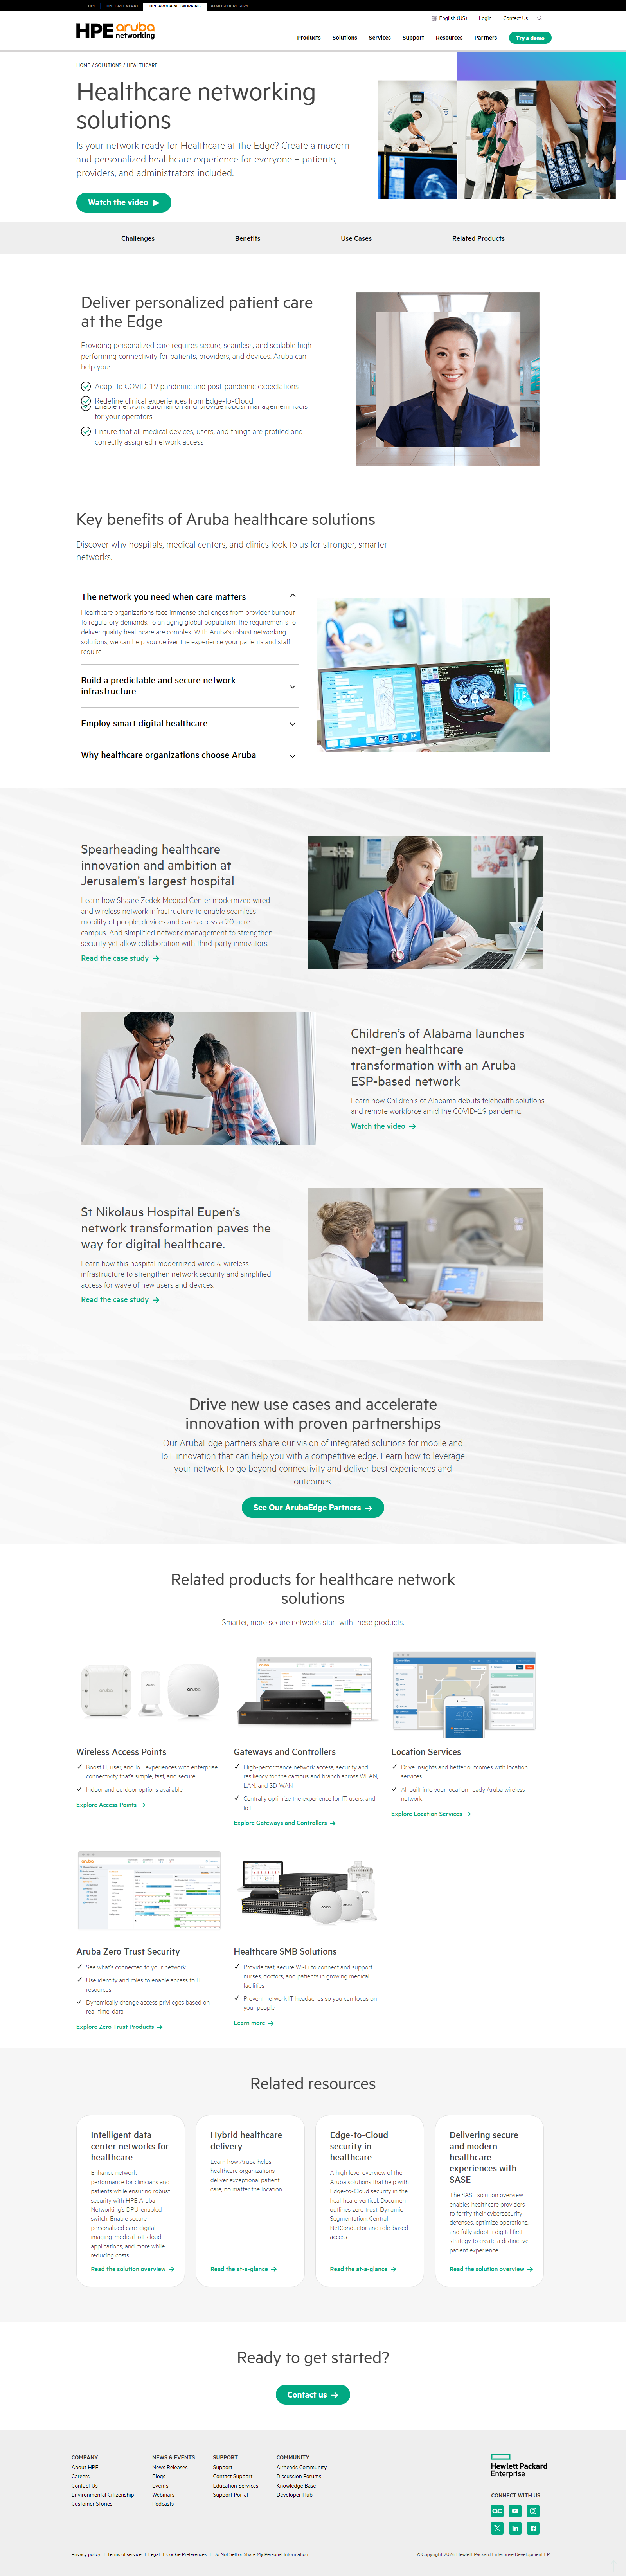 HPE | HPE GREENLAKE HPE ARUBA NETWORKING ATMOSPHERE 2024
English (US) Login Contact Us
HPE aruba
networking
Products Solutions Services Support Resources Partners Try a demo
HOME / SOLUTIONS / HEALTHCARE
Healthcare networking
solutions
Is your network ready for Healthcare at the Edge? Create a modern
and personalized healthcare experience for everyone – patients,
providers, and administrators included.
Watch the video
Challenges Benefits Use Cases Related Products
Deliver personalized patient care
at the Edge
Providing personalized care requires secure, seamless, and scalable high-
performing connectivity for patients, providers, and devices. Aruba can
help you:
Adapt to COVID-19 pandemic and post-pandemic expectations
Redefine clinical experiences from Edge-to-Cloud
Enable network automation and provide robust management tools
for your operators
Ensure that all medical devices, users, and things are profiled and
correctly assigned network access
Key benefits of Aruba healthcare solutions
Discover why hospitals, medical centers, and clinics look to us for stronger, smarter
networks.
The network you need when care matters
Healthcare organizations face immense challenges from provider burnout
to regulatory demands, to an aging global population, the requirements to
deliver quality healthcare are complex. With Aruba's robust networking
solutions, we can help you deliver the experience your patients and staff
require.
Build a predictable and secure network
infrastructure
Employ smart digital healthcare
Why healthcare organizations choose Aruba
Spearheading healthcare
innovation and ambition at
Jerusalem's largest hospital
Learn how Shaare Zedek Medical Center modernized wired
and wireless network infrastructure to enable seamless
mobility of people, devices and care across a 20-acre
campus. And simplified network management to strengthen
security yet allow collaboration with third-party innovators.
Read the case study
Children's of Alabama launches
next-gen healthcare
transformation with an Aruba
ESP-based network
Learn how Children's of Alabama debuts telehealth solutions
and remote workforce amid the COVID-19 pandemic.
Watch the video
St Nikolaus Hospital Eupen's
network transformation paves the
way for digital healthcare.
Learn how this hospital modernized wired & wireless
infrastructure to strengthen network security and simplified
access for wave of new users and devices.
Read the case study
Drive new use cases and accelerate
innovation with proven partnerships
Our ArubaEdge partners share our vision of integrated solutions for mobile and
IoT innovation that can help you with a competitive edge. Learn how to leverage
your network to go beyond connectivity and deliver best experiences and
outcomes.
See Our ArubaEdge Partners
Related products for healthcare network
solutions
Smarter, more secure networks start with these products.
aruba aruba
Wireless Access Points
Boost IT, user, and IoT experiences with enterprise
connectivity that's simple, fast, and secure
Indoor and outdoor options available
Explore Access Points
Gateways and Controllers
High-performance network access, security and
resiliency for the campus and branch across WLAN,
LAN, and SD-WAN
Centrally optimize the experience for IT, users, and
IoT
Explore Gateways and Controllers
Location Services
Drive insights and better outcomes with location
services
All built into your location-ready Aruba wireless
network
Explore Location Services
Aruba Zero Trust Security
See what's connected to your network
Use identity and roles to enable access to IT
resources
Dynamically change access privileges based on
real-time-data
Explore Zero Trust Products
Healthcare SMB Solutions
Provide fast, secure Wi-Fi to connect and support
nurses, doctors, and patients in growing medical
facilities
Prevent network IT headaches so you can focus on
your people
Learn more
Related resources
Intelligent data
center networks for
healthcare
Enhance network
performance for clinicians and
patients while ensuring robust
security with HPE Aruba
Networking's DPU-enabled
switch. Enable secure
personalized care, digital
imaging, medical IoT, cloud
applications, and more while
reducing costs.
Read the solution overview
Hybrid healthcare
delivery
Learn how Aruba helps
healthcare organizations
deliver exceptional patient
care, no matter the location.
Read the at-a-glance
Edge-to-Cloud
security in
healthcare
A high level overview of the
Aruba solutions that help with
Edge-to-Cloud security in the
healthcare vertical. Document
outlines zero trust, Dynamic
Segmentation, Central
NetConductor and role-based
access.
Read the at-a-glance
Delivering secure
and modern
healthcare
experiences with
SASE
The SASE solution overview
enables healthcare providers
to fortify their cybersecurity
defenses, optimize operations,
and fully adopt a digital first
strategy to create a distinctive
patient experience.
Read the solution overview
Ready to get started?
Contact us
COMPANY
About HPE
Careers
Contact Us
Environmental Citizenship
Customer Stories
NEWS & EVENTS
News Releases
Blogs
Events
Webinars
Podcasts
SUPPORT
Support
Contact Support
Education Services
Support Portal
COMMUNITY
Airheads Community
Discussion Forums
Knowledge Base
Developer Hub
Hewlett Packard
Enterprise
CONNECT WITH US
Privacy policy | Terms of service | Legal | Cookie Preferences | Do Not Sell or Share My Personal Information
© Copyright 2024 Hewlett Packard Enterprise Development LP